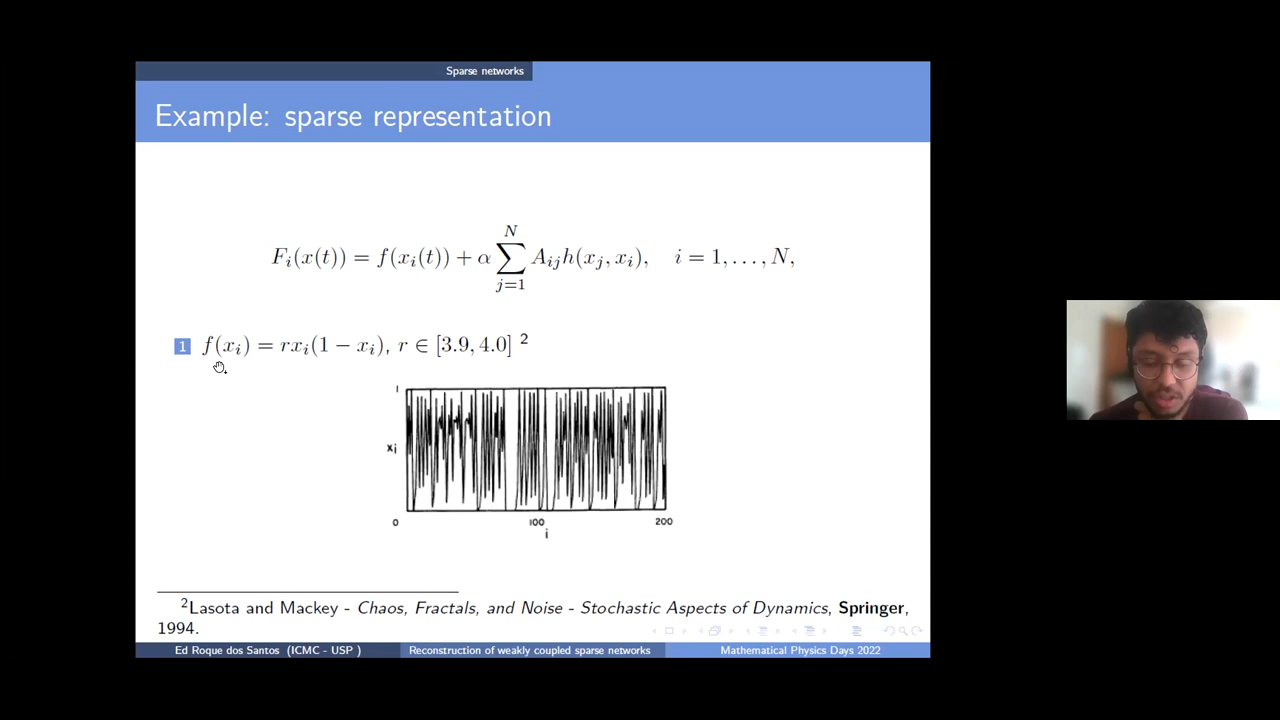 Sparse networks
Example: sparse representation
F_i(x(t)) = f(x_i(t)) + α ∑_{j=1}^{N} A_{ij}h(x_j, x_i), i = 1, . . . , N,
1 f(x_i) = rx_i(1 − x_i), r ∈ [3.9, 4.0] ²
1
x_i
0 100 200
i
²Lasota and Mackey - Chaos, Fractals, and Noise - Stochastic Aspects of Dynamics, Springer,
1994.
Ed Roque dos Santos (ICMC - USP ) Reconstruction of weakly coupled sparse networks Mathematical Physics Days 2022